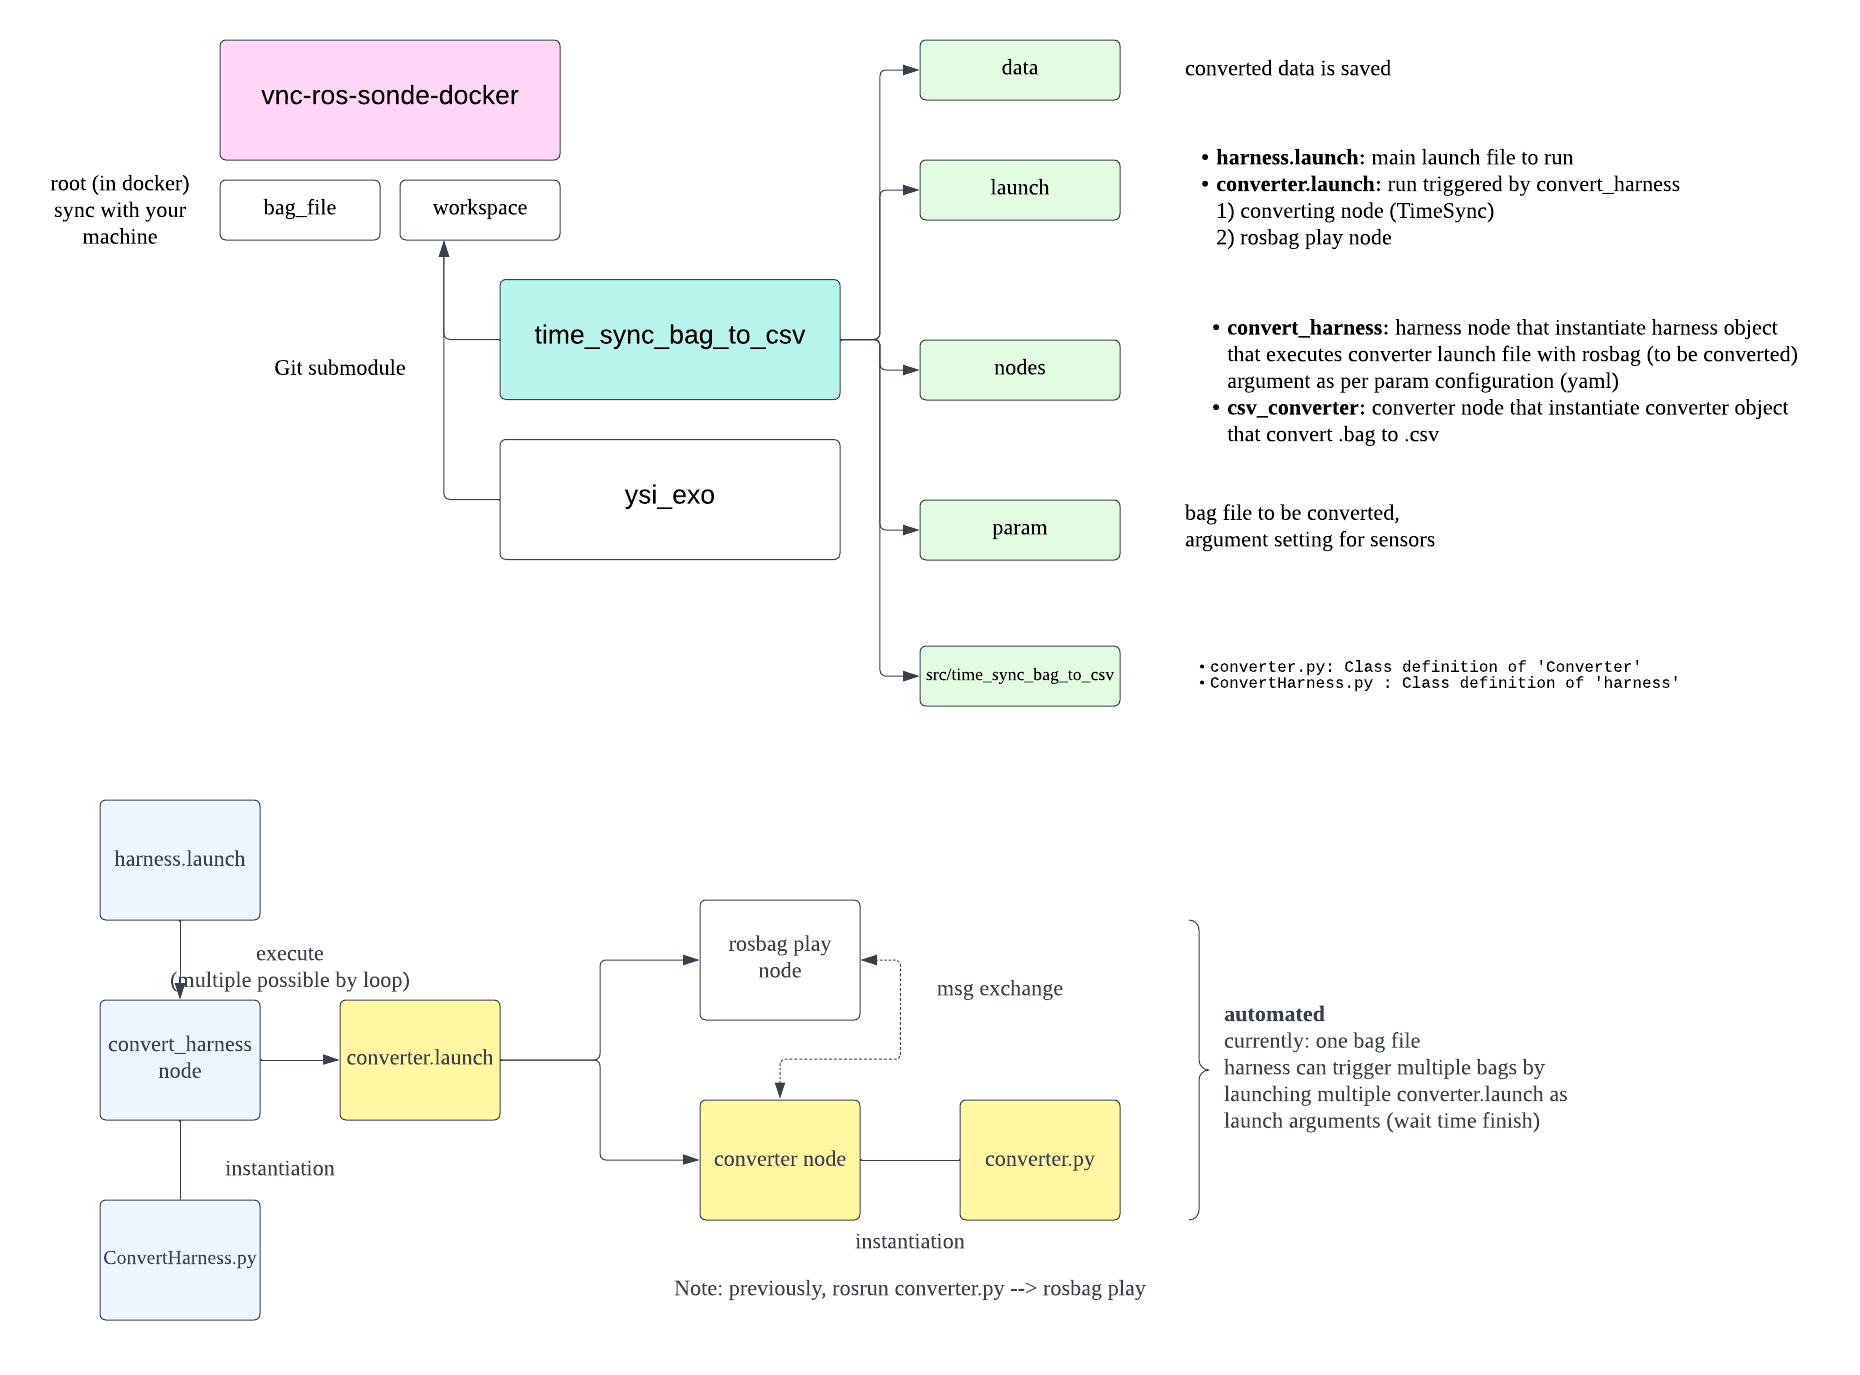 vnc-ros-sonde-docker
root (in docker)
sync with your
machine
bag_file
workspace
time_sync_bag_to_csv
Git submodule
ysi_exo
data
converted data is saved
launch
• harness.launch: main launch file to run
• converter.launch: run triggered by convert_harness
1) converting node (TimeSync)
2) rosbag play node
nodes
• convert_harness: harness node that instantiate harness object
that executes converter launch file with rosbag (to be converted)
argument as per param configuration (yaml)
• csv_converter: converter node that instantiate converter object
that convert .bag to .csv
param
bag file to be converted,
argument setting for sensors
src/time_sync_bag_to_csv
• converter.py: Class definition of 'Converter'
• ConvertHarness.py : Class definition of 'harness'
harness.launch
execute
(multiple possible by loop)
convert_harness
node
converter.launch
instantiation
ConvertHarness.py
rosbag play
node
msg exchange
converter node
converter.py
instantiation
Note: previously, rosrun converter.py --> rosbag play
automated
currently: one bag file
harness can trigger multiple bags by
launching multiple converter.launch as
launch arguments (wait time finish)